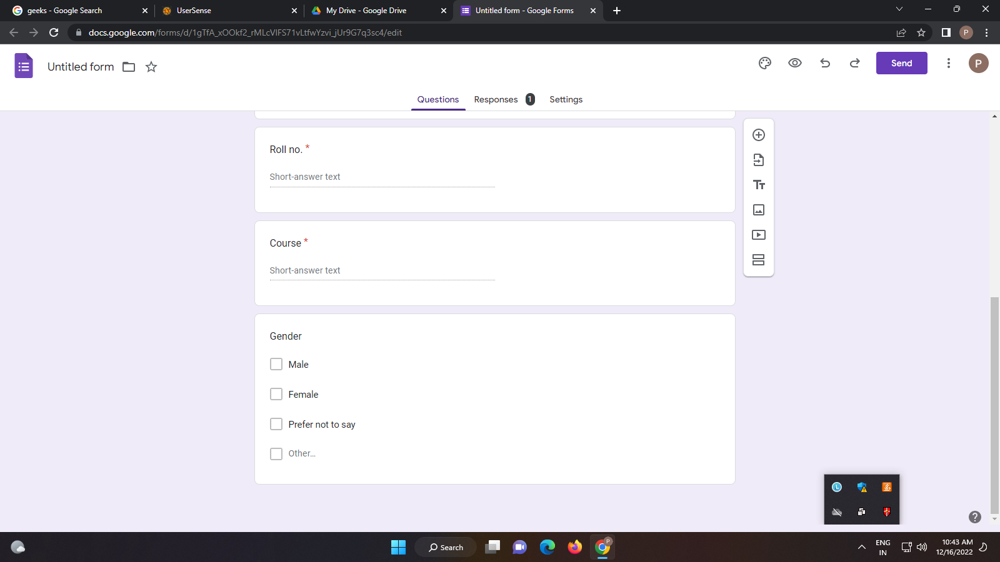 geeks - Google Search
UserSense
My Drive - Google Drive
Untitled form - Google Forms
docs.google.com/forms/d/1gTfA_xOOkf2_rMLcVIFS71vLtfwYzvi_jUr9G7q3sc4/edit
P
Untitled form
Send
P
Questions
Responses 1
Settings
Roll no. *
Short-answer text
Course *
Short-answer text
Gender
Male
Female
Prefer not to say
Other...
Search
P
ENG
IN
10:43 AM
12/16/2022